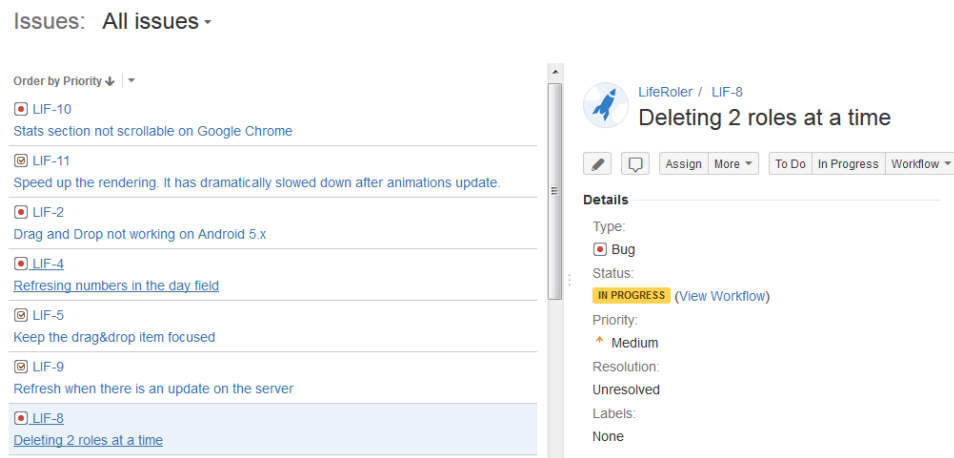 Issues: All issues
Order by Priority
LIF-10
Stats section not scrollable on Google Chrome
LIF-11
Speed up the rendering. It has dramatically slowed down after animations update.
LIF-2
Drag and Drop not working on Android 5.x
LIF-4
Refresing numbers in the day field
LIF-5
Keep the drag&drop item focused
LIF-9
Refresh when there is an update on the server
LIF-8
Deleting 2 roles at a time
LifeRoler / LIF-8
Deleting 2 roles at a time
Assign More To Do In Progress Workflow
Details
Type:
Bug
Status:
IN PROGRESS (View Workflow)
Priority:
Medium
Resolution:
Unresolved
Labels:
None